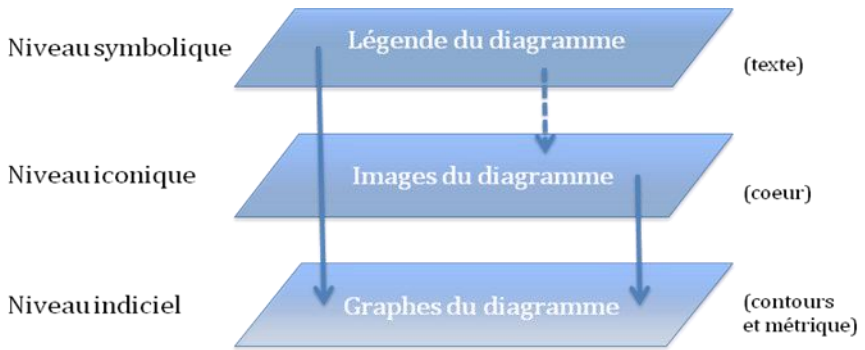 Niveau symbolique
Légende du diagramme
(texte)
Niveau iconique
Images du diagramme
(coeur)
Niveau indiciel
Graphes du diagramme
(contours
et métrique)